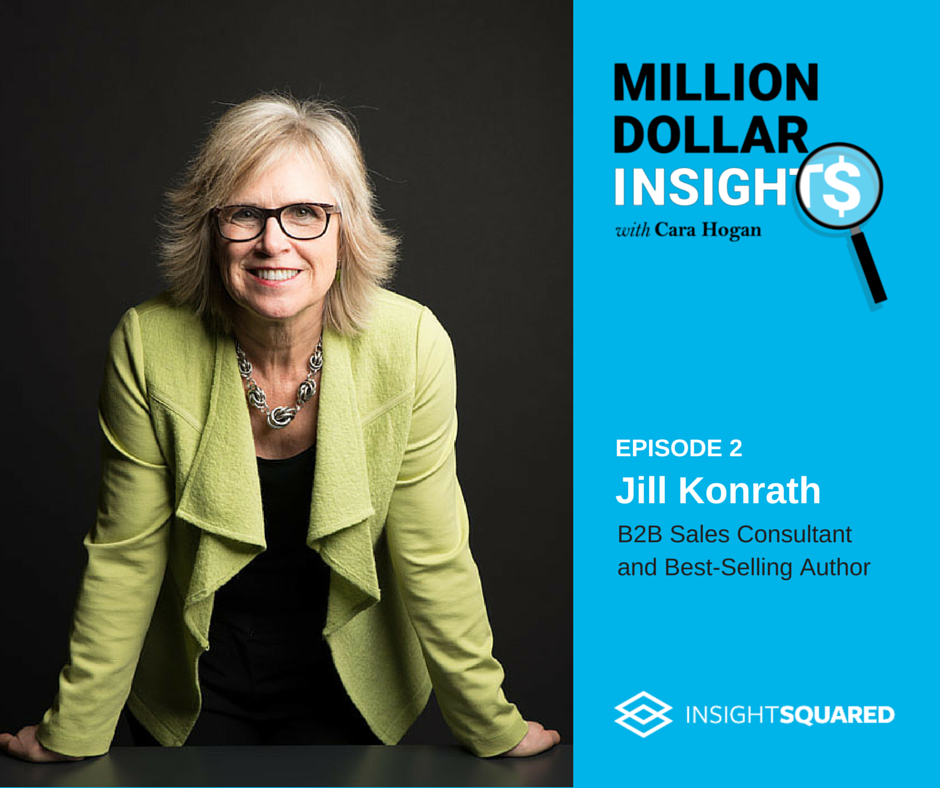 MILLION
DOLLAR
INSIGHT$
with Cara Hogan
EPISODE 2
Jill Konrath
B2B Sales Consultant
and Best-Selling Author
INSIGHTSQUARED